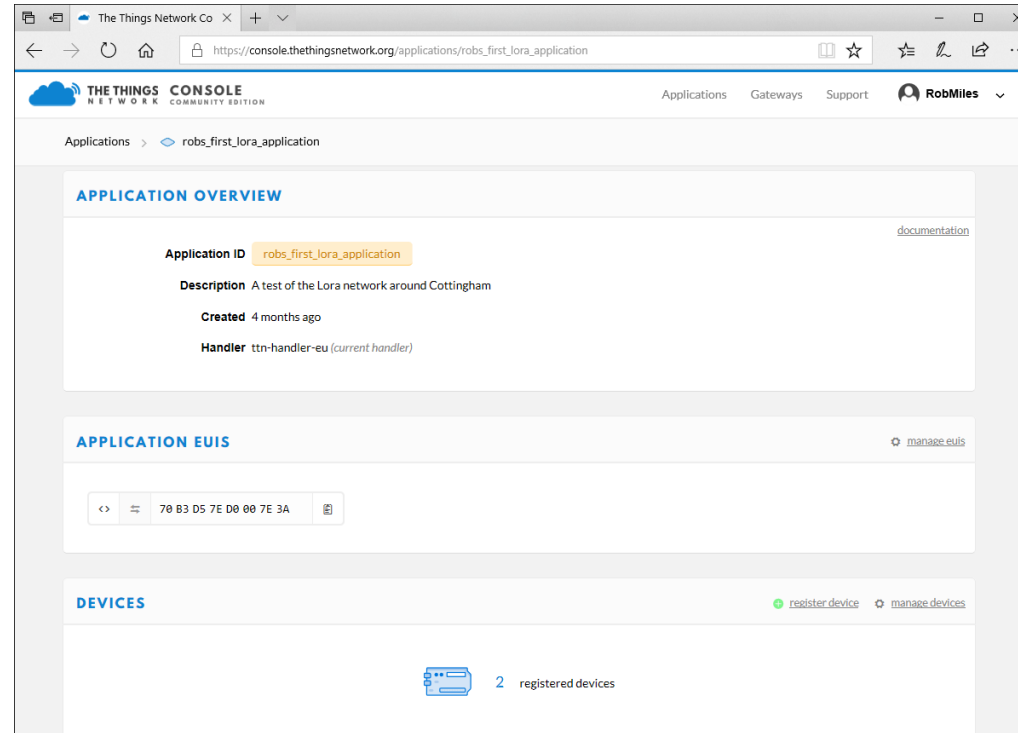 The Things Network Co
https://console.thethingsnetwork.org/applications/robs_first_lora_application
THE THINGS CONSOLE
NETWORK COMMUNITY EDITION
Applications Gateways Support RobMiles
Applications > robs_first_lora_application
APPLICATION OVERVIEW
documentation
Application ID robs_first_lora_application
Description A test of the Lora network around Cottingham
Created 4 months ago
Handler ttn-handler-eu (current handler)
APPLICATION EUIS
manage euis
<> 70 B3 D5 7E D0 00 7E 3A
DEVICES
register device manage devices
2 registered devices